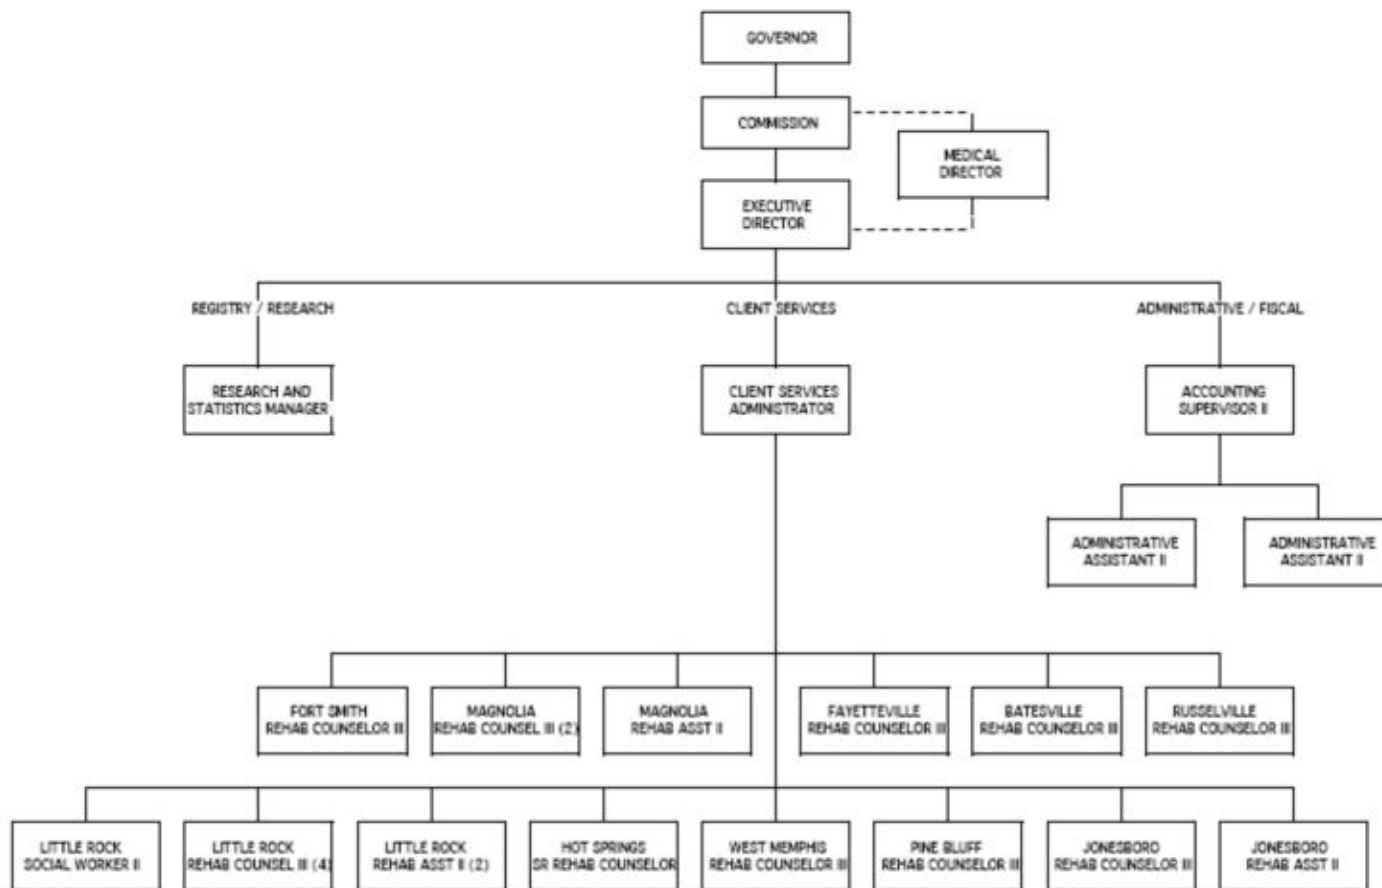 GOVERNOR
COMMISSION
MEDICAL
DIRECTOR
EXECUTIVE
DIRECTOR
REGISTRY / RESEARCH
CLIENT SERVICES
ADMINISTRATIVE / FISCAL
RESEARCH AND
STATISTICS MANAGER
CLIENT SERVICES
ADMINISTRATOR
ACCOUNTING
SUPERVISOR II
ADMINISTRATIVE
ASSISTANT II
ADMINISTRATIVE
ASSISTANT II
FORT SMITH
REHAB COUNSELOR III
MAGNOLIA
REHAB COUNSEL III (2)
MAGNOLIA
REHAB ASST II
FAYETTEVILLE
REHAB COUNSELOR III
BATESVILLE
REHAB COUNSELOR III
RUSSELVILLE
REHAB COUNSELOR III
LITTLE ROCK
SOCIAL WORKER II
LITTLE ROCK
REHAB COUNSEL III (4)
LITTLE ROCK
REHAB ASST II (2)
HOT SPRINGS
SR REHAB COUNSELOR
WEST MEMPHIS
REHAB COUNSELOR III
PINE BLUFF
REHAB COUNSELOR III
JONESBORO
REHAB COUNSELOR III
JONESBORO
REHAB ASST II